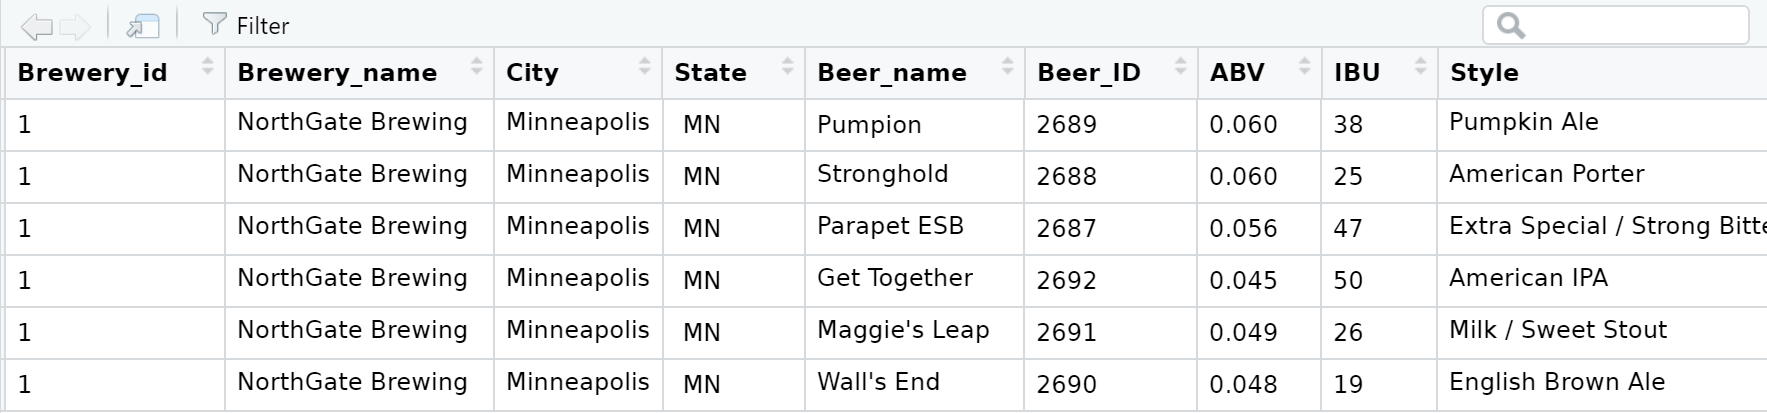 Filter
Brewery_id Brewery_name City State Beer_name Beer_ID ABV IBU Style
1 NorthGate Brewing Minneapolis MN Pumpion 2689 0.060 38 Pumpkin Ale
1 NorthGate Brewing Minneapolis MN Stronghold 2688 0.060 25 American Porter
1 NorthGate Brewing Minneapolis MN Parapet ESB 2687 0.056 47 Extra Special / Strong Bitte
1 NorthGate Brewing Minneapolis MN Get Together 2692 0.045 50 American IPA
1 NorthGate Brewing Minneapolis MN Maggie's Leap 2691 0.049 26 Milk / Sweet Stout
1 NorthGate Brewing Minneapolis MN Wall's End 2690 0.048 19 English Brown Ale